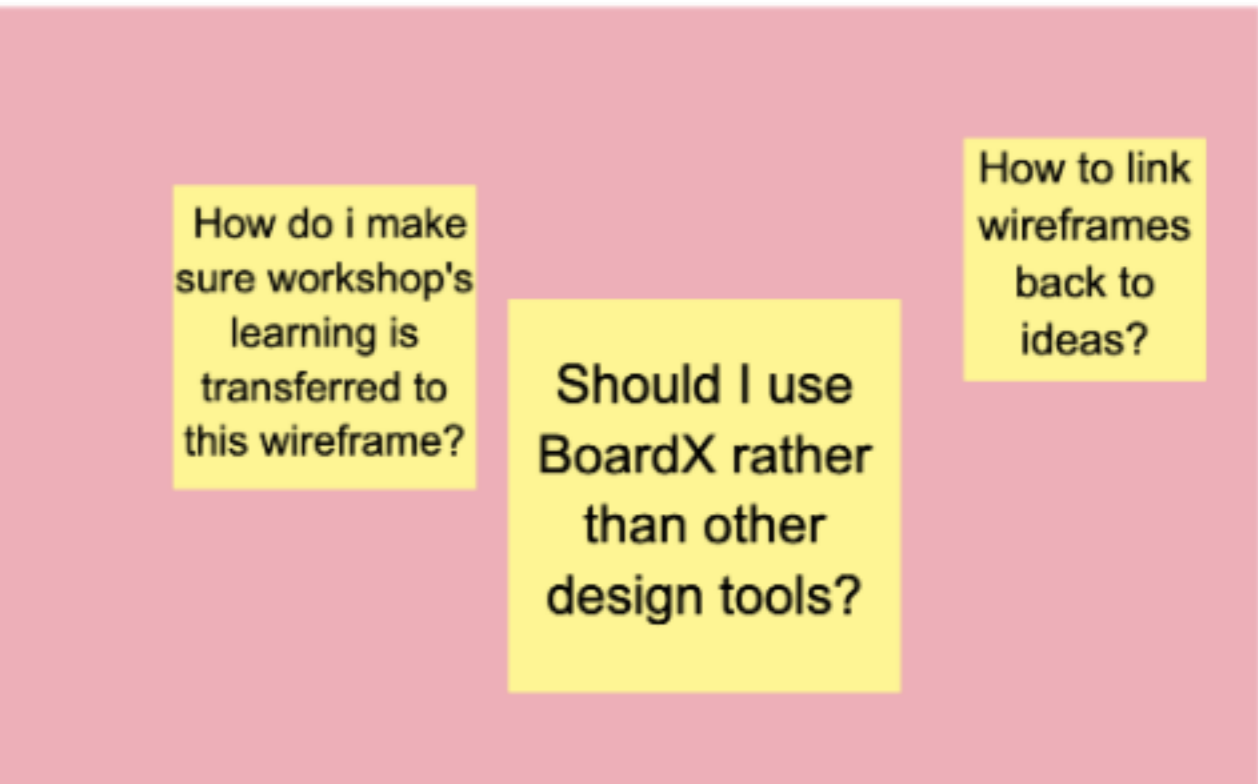 How do i make
sure workshop's
learning is
transferred to
this wireframe?
Should I use
BoardX rather
than other
design tools?
How to link
wireframes
back to
ideas?